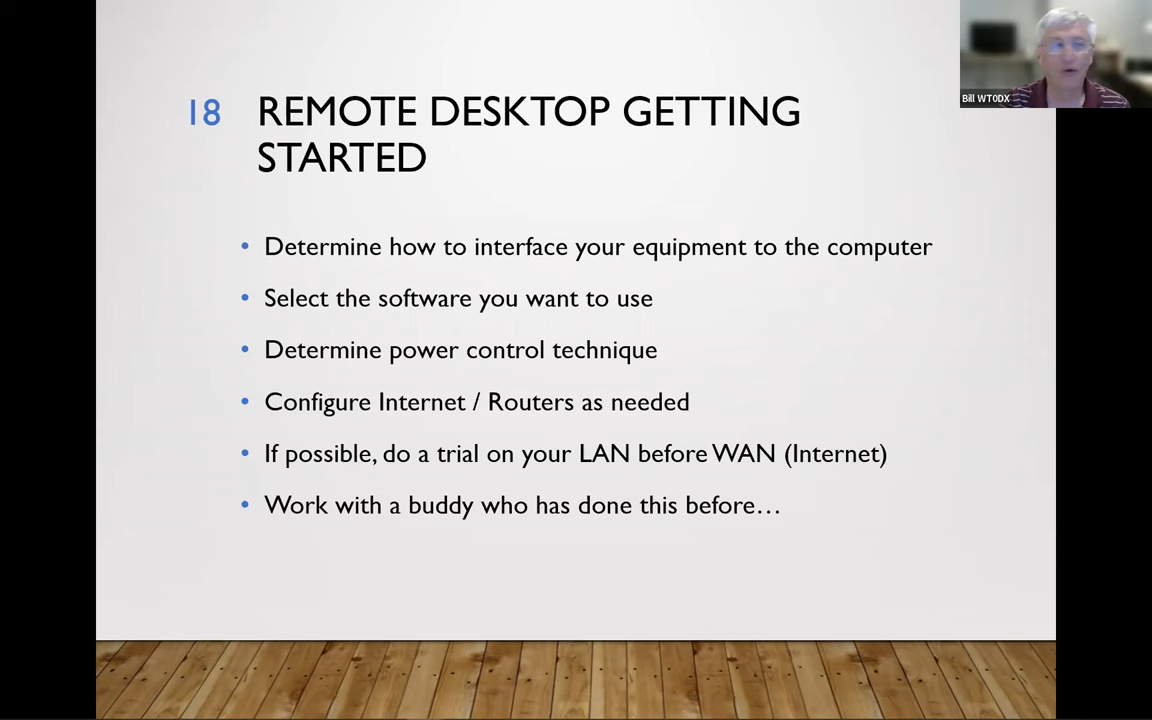 18
REMOTE DESKTOP GETTING
STARTED
• Determine how to interface your equipment to the computer
• Select the software you want to use
• Determine power control technique
• Configure Internet / Routers as needed
• If possible, do a trial on your LAN before WAN (Internet)
• Work with a buddy who has done this before…
Bill WT0DX